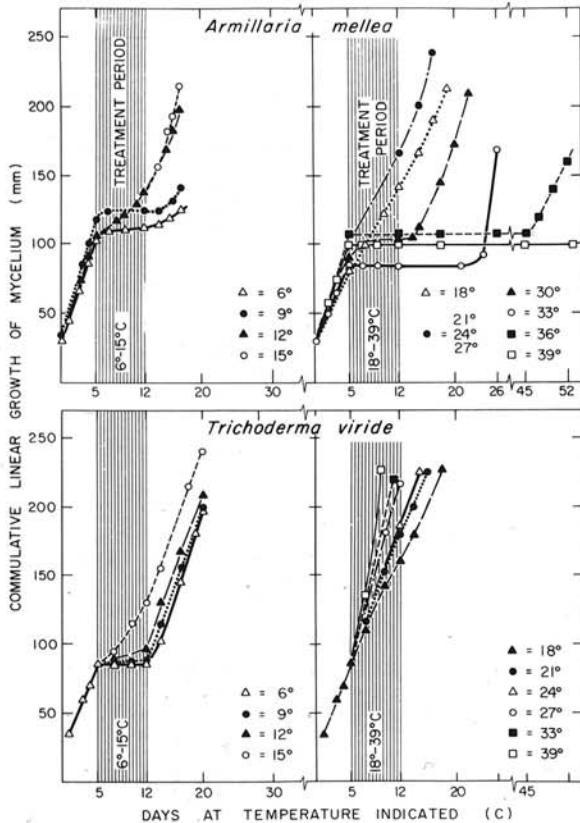 Armillaria mellea
250
200
150
100
50
TREATMENT PERIOD
6°-15°C
△ = 6°
● = 9°
▲ = 12°
○ = 15°
5 12 20 30
TREATMENT PERIOD
18°-39°C
△ = 18°
21°
● = 24°
27°
▲ = 30°
○ = 33°
■ = 36°
□ = 39°
5 12 20 26 45 52
COMMULATIVE LINEAR GROWTH OF MYCELIUM (mm)
Trichoderma viride
250
200
150
100
50
6°-15°C
△ = 6°
● = 9°
▲ = 12°
○ = 15°
5 12 20 30
18°-39°C
▲ = 18°
● = 21°
△ = 24°
○ = 27°
■ = 33°
□ = 39°
5 12 20 26 45
DAYS AT TEMPERATURE INDICATED (C)